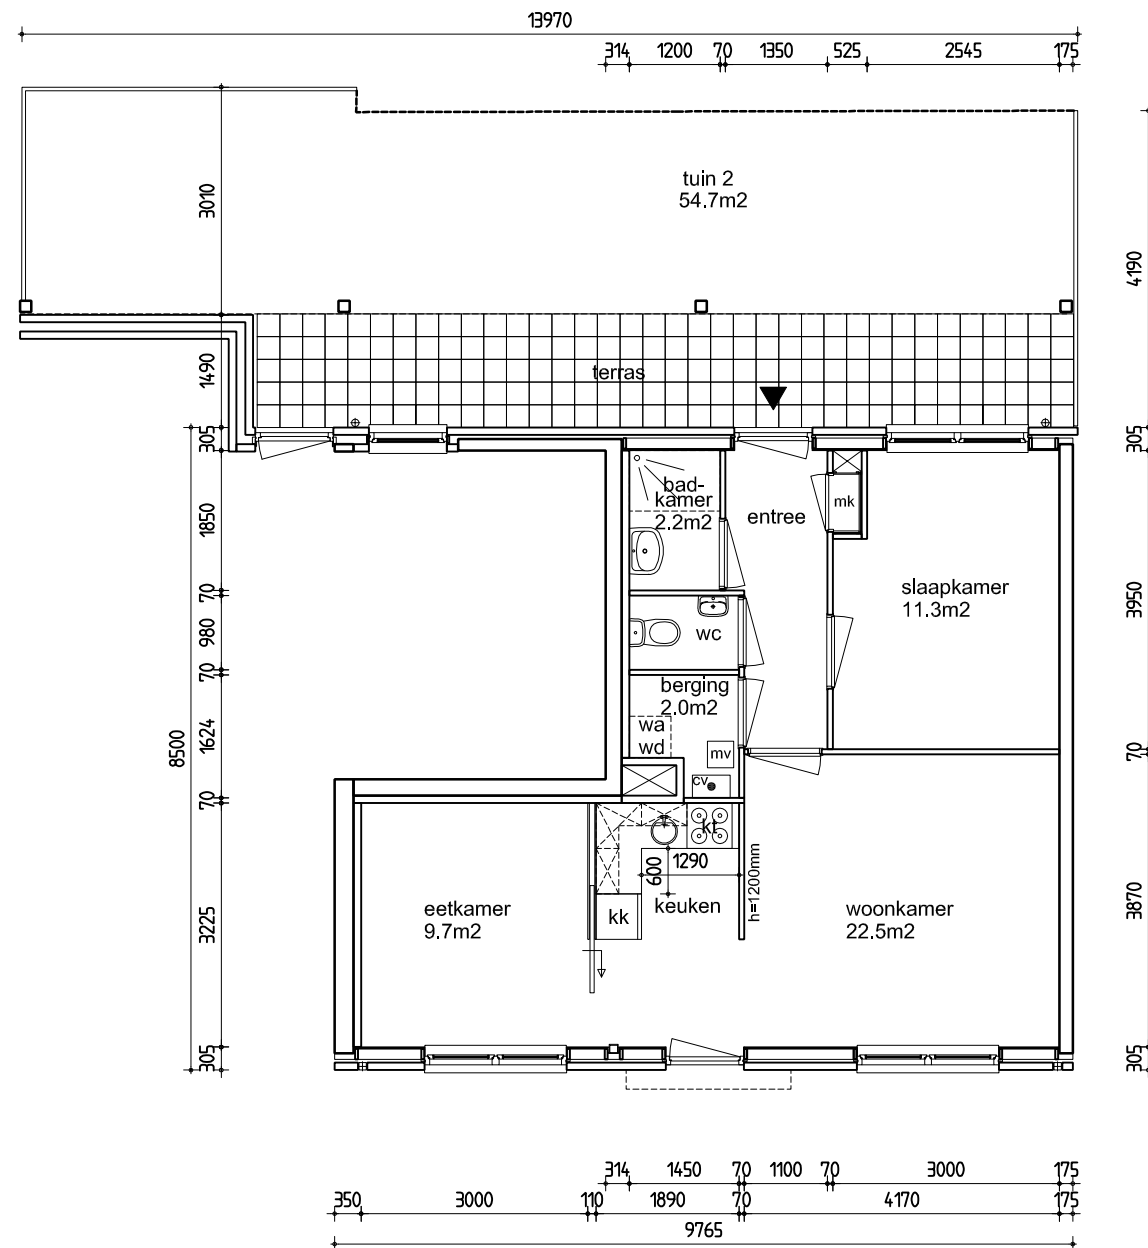 13970
314 1200 70 1350 525 2545 175
tuin 2
54.7m2
3010
4190
1490
terras
305
305
bad-
kamer
2.2m2
entree
mk
1850
slaapkamer
11.3m2
3950
70
980
wc
70
berging
2.0m2
wa
wd
mv
cv
1624
8500
70
70
kt
1290
600
h=1200mm
keuken
kk
eetkamer
9.7m2
woonkamer
22.5m2
3225
3870
305
305
314 1450 70 1100 70 3000 175
350 3000 110 1890 70 4170 175
9765